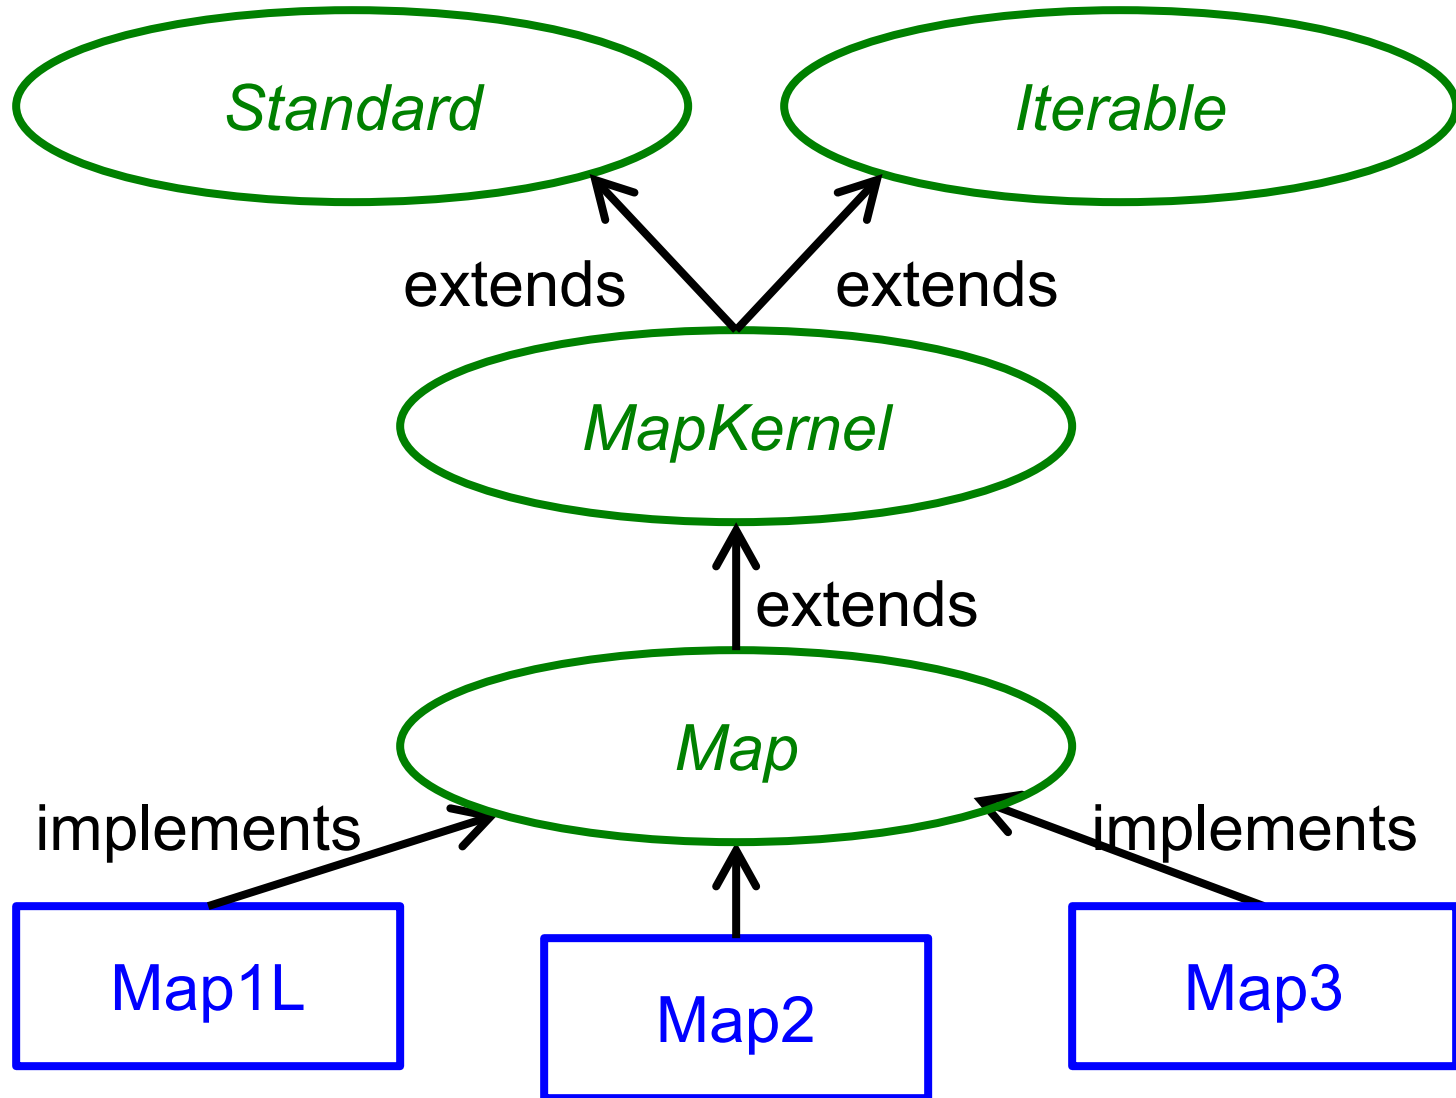 Standard
Iterable
extends
extends
MapKernel
extends
Map
implements
implements
Map1L
Map2
Map3